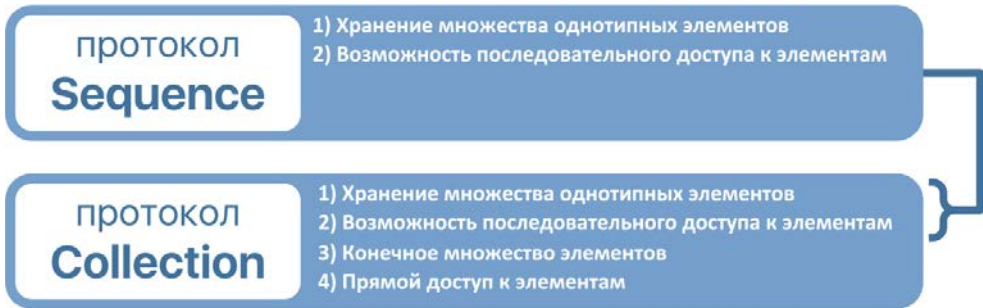 протокол
Sequence
1) Хранение множества однотипных элементов
2) Возможность последовательного доступа к элементам
протокол
Collection
1) Хранение множества однотипных элементов
2) Возможность последовательного доступа к элементам
3) Конечное множество элементов
4) Прямой доступ к элементам